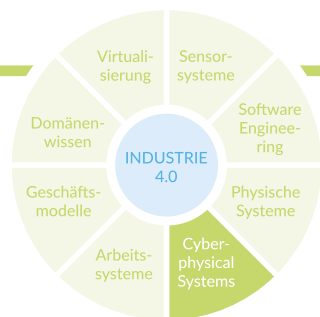 Virtuali-
sierung
Sensor-
systeme
Software
Enginee-
ring
Physische
Systeme
Cyber-
physical
Systems
Arbeits-
systeme
Geschäfts-
modelle
Domänen-
wissen
INDUSTRIE
4.0